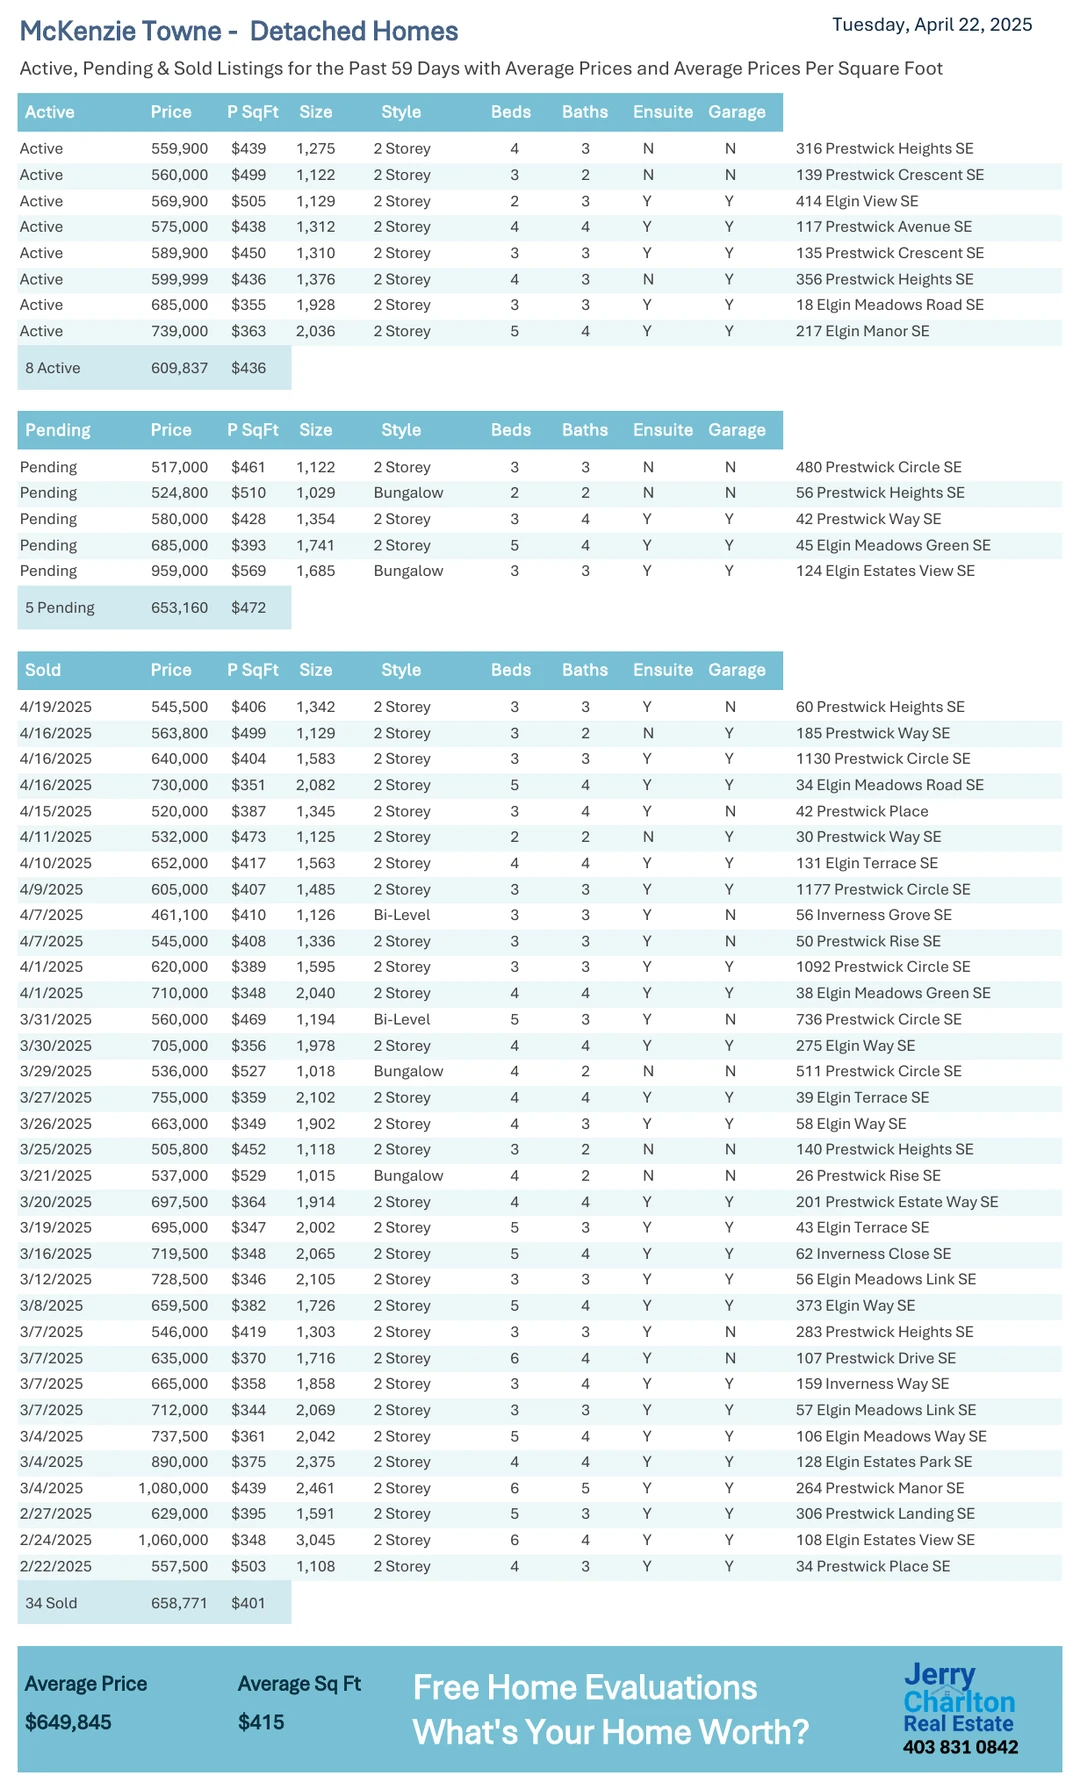 McKenzie Towne - Detached Homes
Tuesday, April 22, 2025
Active, Pending & Sold Listings for the Past 59 Days with Average Prices and Average Prices Per Square Foot
Active Price P SqFt Size Style Beds Baths Ensuite Garage
Active 559,900 $439 1,275 2 Storey 4 3 N N 316 Prestwick Heights SE
Active 560,000 $499 1,122 2 Storey 3 2 N N 139 Prestwick Crescent SE
Active 569,900 $505 1,129 2 Storey 2 3 Y Y 414 Elgin View SE
Active 575,000 $438 1,312 2 Storey 4 4 Y Y 117 Prestwick Avenue SE
Active 589,900 $450 1,310 2 Storey 3 3 Y Y 135 Prestwick Crescent SE
Active 599,999 $436 1,376 2 Storey 4 3 N Y 356 Prestwick Heights SE
Active 685,000 $355 1,928 2 Storey 3 3 Y Y 18 Elgin Meadows Road SE
Active 739,000 $363 2,036 2 Storey 5 4 Y Y 217 Elgin Manor SE
8 Active 609,837 $436
Pending Price P SqFt Size Style Beds Baths Ensuite Garage
Pending 517,000 $461 1,122 2 Storey 3 3 N N 480 Prestwick Circle SE
Pending 524,800 $510 1,029 Bungalow 2 2 N N 56 Prestwick Heights SE
Pending 580,000 $428 1,354 2 Storey 3 4 Y Y 42 Prestwick Way SE
Pending 685,000 $393 1,741 2 Storey 5 4 Y Y 45 Elgin Meadows Green SE
Pending 959,000 $569 1,685 Bungalow 3 3 Y Y 124 Elgin Estates View SE
5 Pending 653,160 $472
Sold Price P SqFt Size Style Beds Baths Ensuite Garage
4/19/2025 545,500 $406 1,342 2 Storey 3 3 Y N 60 Prestwick Heights SE
4/16/2025 563,800 $499 1,129 2 Storey 3 2 N Y 185 Prestwick Way SE
4/16/2025 640,000 $404 1,583 2 Storey 3 3 Y Y 1130 Prestwick Circle SE
4/16/2025 730,000 $351 2,082 2 Storey 5 4 Y Y 34 Elgin Meadows Road SE
4/15/2025 520,000 $387 1,345 2 Storey 3 4 Y N 42 Prestwick Place
4/11/2025 532,000 $473 1,125 2 Storey 2 2 N Y 30 Prestwick Way SE
4/10/2025 652,000 $417 1,563 2 Storey 4 4 Y Y 131 Elgin Terrace SE
4/9/2025 605,000 $407 1,485 2 Storey 3 3 Y Y 1177 Prestwick Circle SE
4/7/2025 461,100 $410 1,126 Bi-Level 3 3 Y N 56 Inverness Grove SE
4/7/2025 545,000 $408 1,336 2 Storey 3 3 Y N 50 Prestwick Rise SE
4/1/2025 620,000 $389 1,595 2 Storey 3 3 Y Y 1092 Prestwick Circle SE
4/1/2025 710,000 $348 2,040 2 Storey 4 4 Y Y 38 Elgin Meadows Green SE
3/31/2025 560,000 $469 1,194 Bi-Level 5 3 Y N 736 Prestwick Circle SE
3/30/2025 705,000 $356 1,978 2 Storey 4 4 Y Y 275 Elgin Way SE
3/29/2025 536,000 $527 1,018 Bungalow 4 2 N N 511 Prestwick Circle SE
3/27/2025 755,000 $359 2,102 2 Storey 4 4 Y Y 39 Elgin Terrace SE
3/26/2025 663,000 $349 1,902 2 Storey 4 3 Y Y 58 Elgin Way SE
3/25/2025 505,800 $452 1,118 2 Storey 3 2 N N 140 Prestwick Heights SE
3/21/2025 537,000 $529 1,015 Bungalow 4 2 N N 26 Prestwick Rise SE
3/20/2025 697,500 $364 1,914 2 Storey 4 4 Y Y 201 Prestwick Estate Way SE
3/19/2025 695,000 $347 2,002 2 Storey 5 3 Y Y 43 Elgin Terrace SE
3/16/2025 719,500 $348 2,065 2 Storey 5 4 Y Y 62 Inverness Close SE
3/12/2025 728,500 $346 2,105 2 Storey 3 3 Y Y 56 Elgin Meadows Link SE
3/8/2025 659,500 $382 1,726 2 Storey 5 4 Y Y 373 Elgin Way SE
3/7/2025 546,000 $419 1,303 2 Storey 3 3 Y N 283 Prestwick Heights SE
3/7/2025 635,000 $370 1,716 2 Storey 6 4 Y N 107 Prestwick Drive SE
3/7/2025 665,000 $358 1,858 2 Storey 3 4 Y Y 159 Inverness Way SE
3/7/2025 712,000 $344 2,069 2 Storey 3 3 Y Y 57 Elgin Meadows Link SE
3/4/2025 737,500 $361 2,042 2 Storey 5 4 Y Y 106 Elgin Meadows Way SE
3/4/2025 890,000 $375 2,375 2 Storey 4 4 Y Y 128 Elgin Estates Park SE
3/4/2025 1,080,000 $439 2,461 2 Storey 6 5 Y Y 264 Prestwick Manor SE
2/27/2025 629,000 $395 1,591 2 Storey 5 3 Y Y 306 Prestwick Landing SE
2/24/2025 1,060,000 $348 3,045 2 Storey 6 4 Y Y 108 Elgin Estates View SE
2/22/2025 557,500 $503 1,108 2 Storey 4 3 Y Y 34 Prestwick Place SE
34 Sold 658,771 $401
Average Price Average Sq Ft
$649,845 $415
Free Home Evaluations
What's Your Home Worth?
Jerry
Charlton
Real Estate
403 831 0842